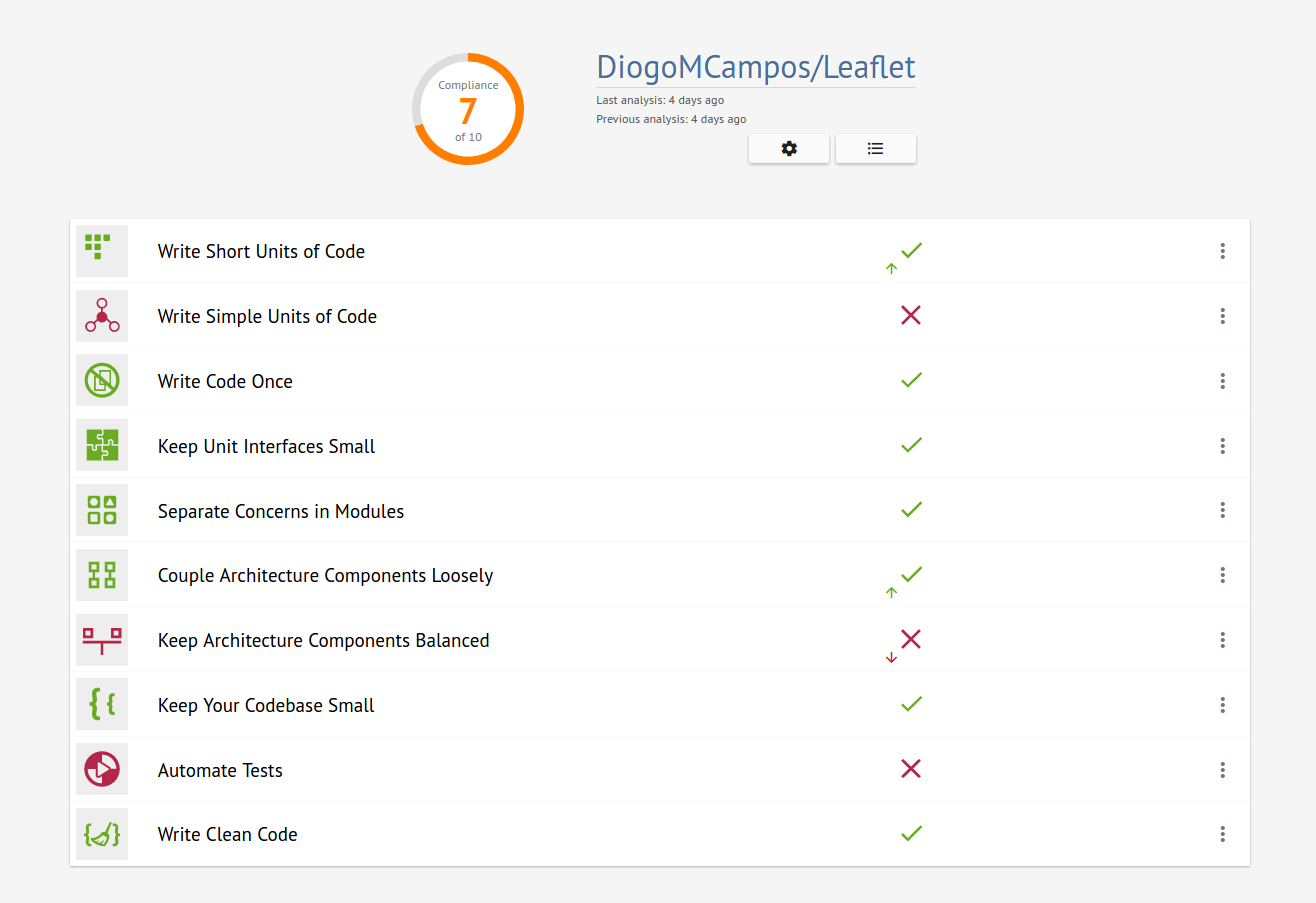 Compliance
7
of 10
DiogoMCampos/Leaflet
Last analysis: 4 days ago
Previous analysis: 4 days ago
Write Short Units of Code
Write Simple Units of Code
Write Code Once
Keep Unit Interfaces Small
Separate Concerns in Modules
Couple Architecture Components Loosely
Keep Architecture Components Balanced
Keep Your Codebase Small
Automate Tests
Write Clean Code